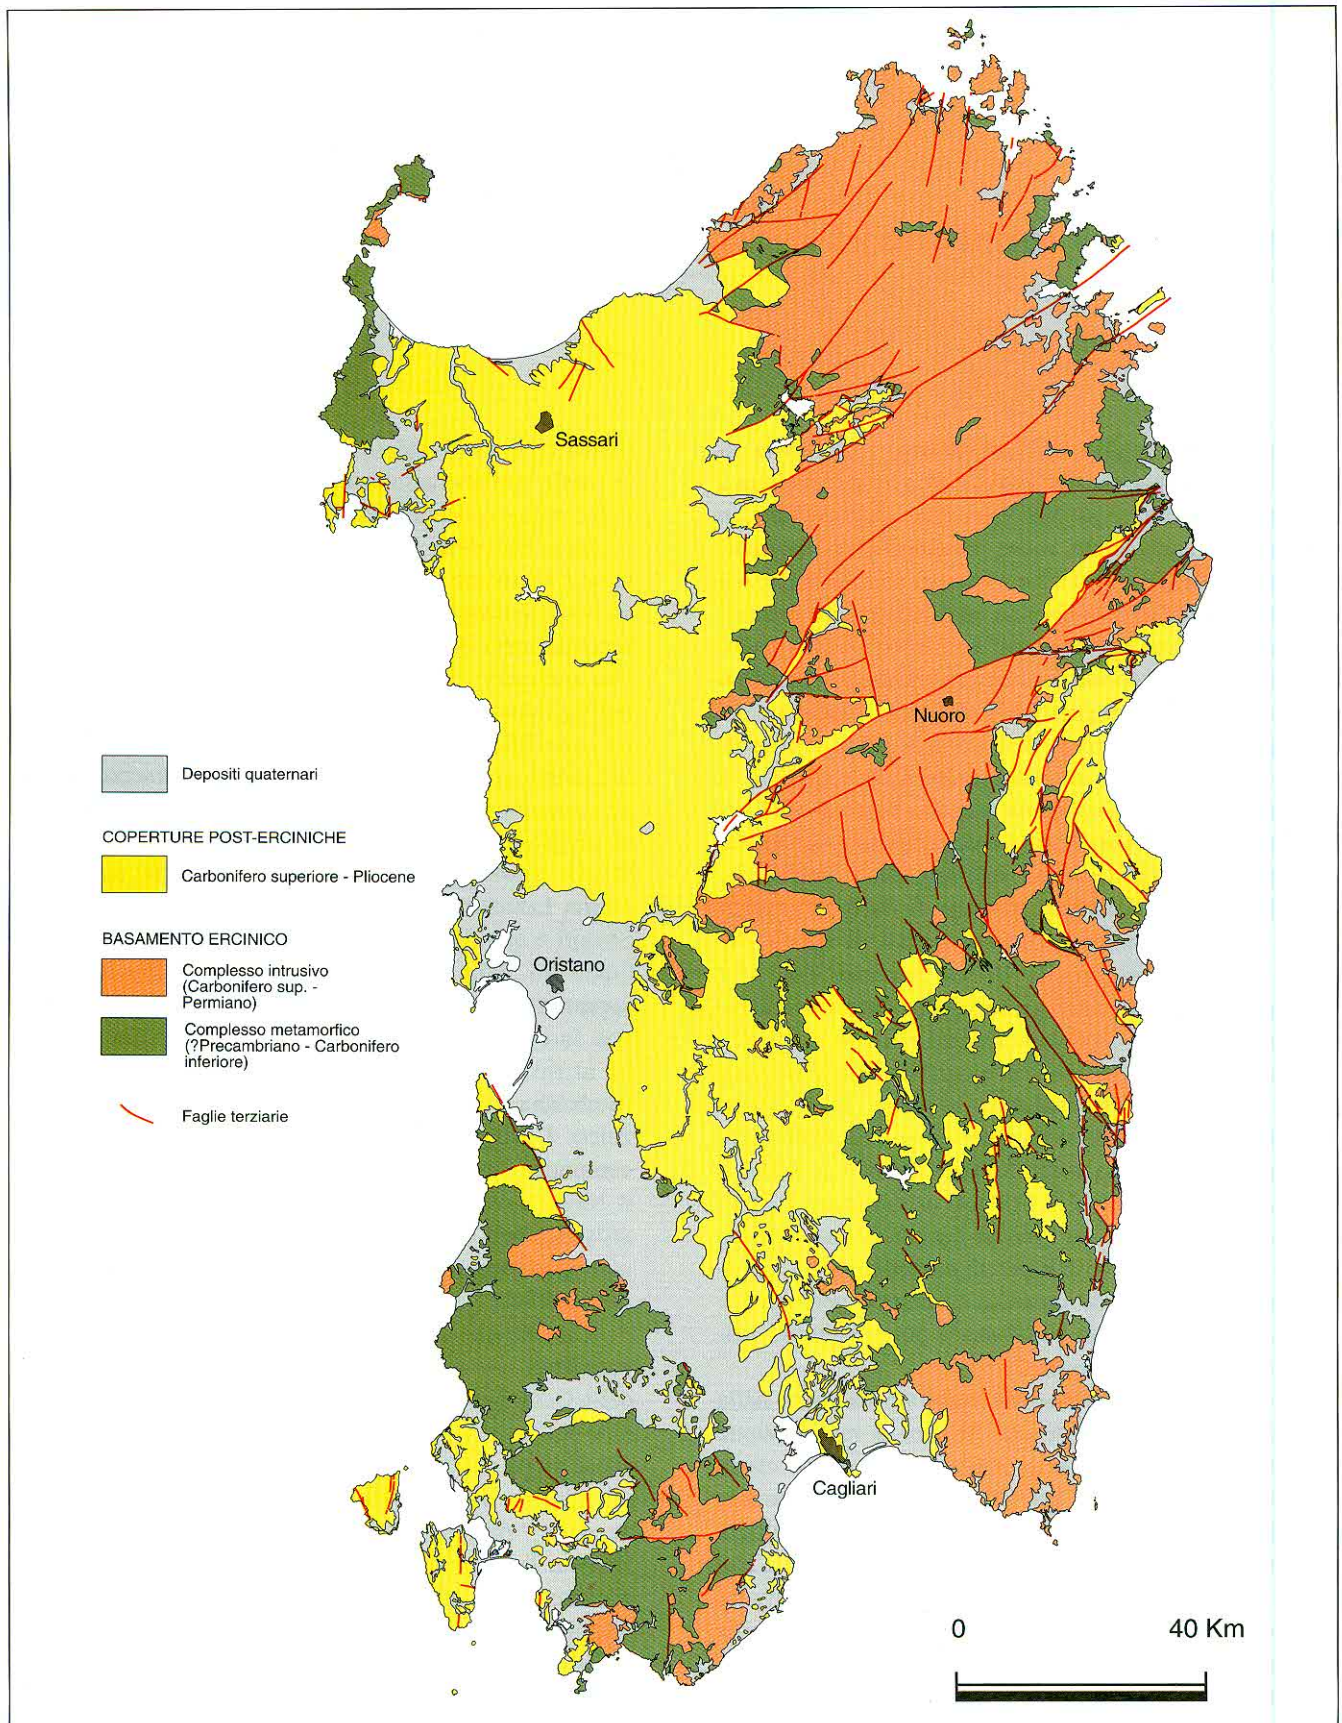 Sassari
Nuoro
Depositi quaternari
COPERTURE POST-ERCINICHE
Carbonifero superiore - Pliocene
BASAMENTO ERCINICO
Complesso intrusivo
(Carbonifero sup. -
Permiano)
Oristano
Complesso metamorfico
(?Precambriano - Carbonifero
inferiore)
Faglie terziarie
Cagliari
0 40 Km